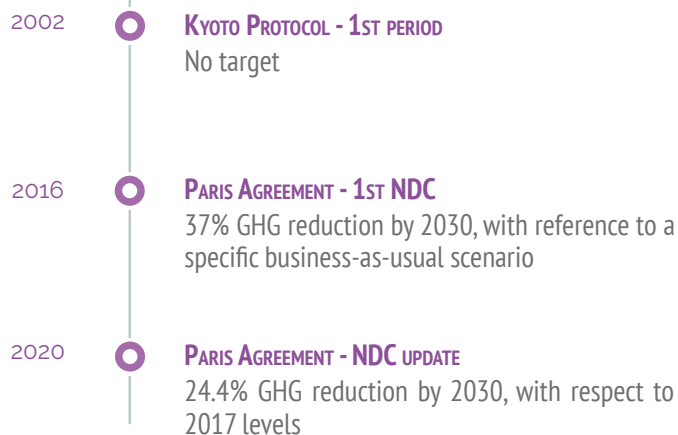 2002
Kyoto Protocol - 1st period
No target
2016
Paris Agreement - 1st NDC
37% GHG reduction by 2030, with reference to a
specific business-as-usual scenario
2020
Paris Agreement - NDC update
24.4% GHG reduction by 2030, with respect to
2017 levels